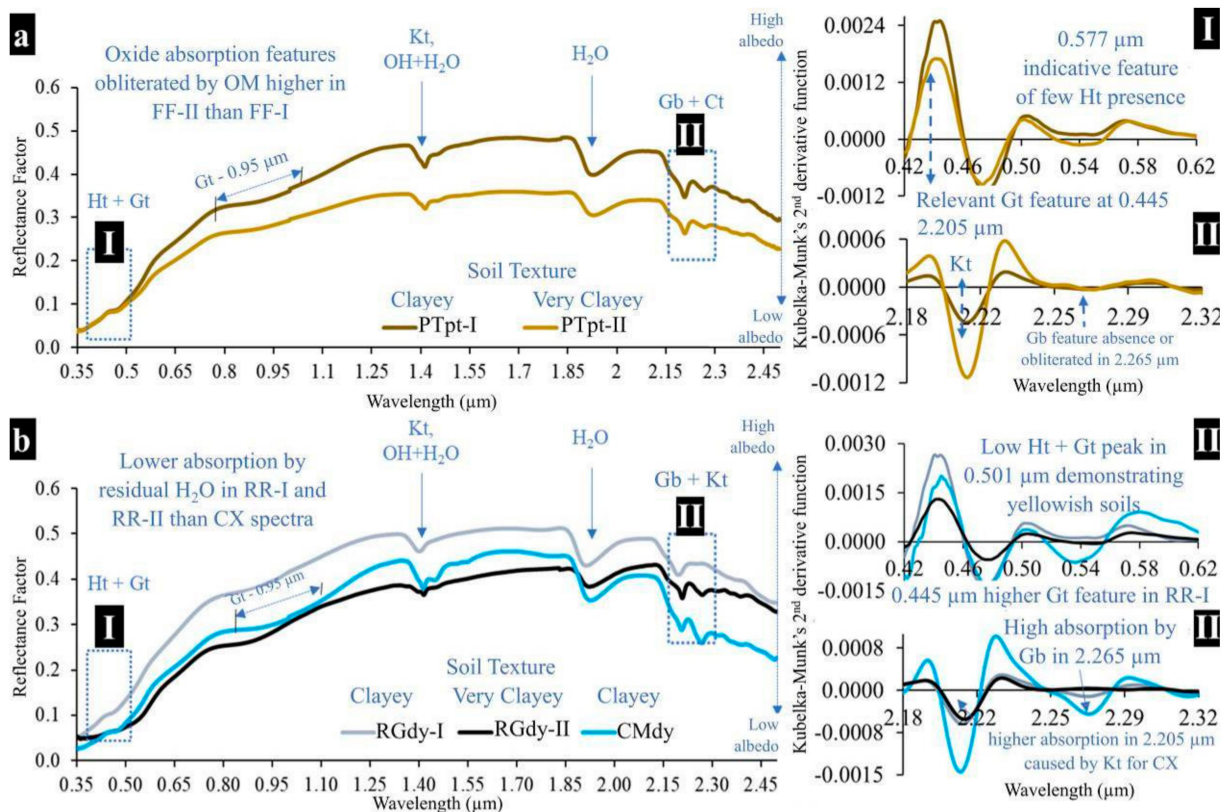 a
Oxide absorption features
obliterated by OM higher in
FF-II than FF-I
Kt,
OH+H₂O
H₂O
High
albedo
Gb + Ct
II
Gt - 0.95 µm
Ht + Gt
I
Reflectance Factor
0.6
0.5
0.4
0.3
0.2
0.1
0.0
Soil Texture
Clayey
Very Clayey
PTpt-I
PTpt-II
Low
albedo
0.35 0.5 0.65 0.8 0.95 1.1 1.25 1.4 1.55 1.7 1.85 2 2.15 2.3 2.45
Wavelength (µm)
I
Kubelka-Munk's 2nd derivative function
0.0024
0.0012
0.0000
-0.0012
0.577 µm
indicative feature
of few Ht presence
0.42 0.46 0.50 0.54 0.58 0.62
Relevant Gt feature at 0.445
2.205 µm
II
0.0006
0.0000
-0.0006
-0.0012
Kt
2.18 2.22 2.25 2.29 2.32
Gb feature absence or
obliterated in 2.265 µm
Wavelength (µm)
b
Lower absorption by
residual H₂O in RR-I and
RR-II than CX spectra
Kt,
OH+H₂O
H₂O
High
albedo
Gb + Kt
II
Gt - 0.95 µm
Ht + Gt
I
Reflectance Factor
0.6
0.5
0.4
0.3
0.2
0.1
0.0
Soil Texture
Clayey
Very Clayey
Clayey
RGdy-I
RGdy-II
CMdy
Low
albedo
0.35 0.5 0.65 0.8 0.95 1.1 1.25 1.4 1.55 1.7 1.85 2 2.15 2.3 2.45
Wavelength (µm)
II
Kubelka-Munk's 2nd derivative function
0.0030
0.0015
0.0000
-0.0015
Low Ht + Gt peak in
0.501 µm demonstrating
yellowish soils
0.42 0.46 0.50 0.54 0.58 0.62
0.445 µm higher Gt feature in RR-I
II
0.0008
0.0000
-0.0008
-0.0015
High absorption by
Gb in 2.265 µm
2.18 2.22 2.25 2.29 2.32
higher absorption in 2.205 µm
caused by Kt for CX
Wavelength (µm)